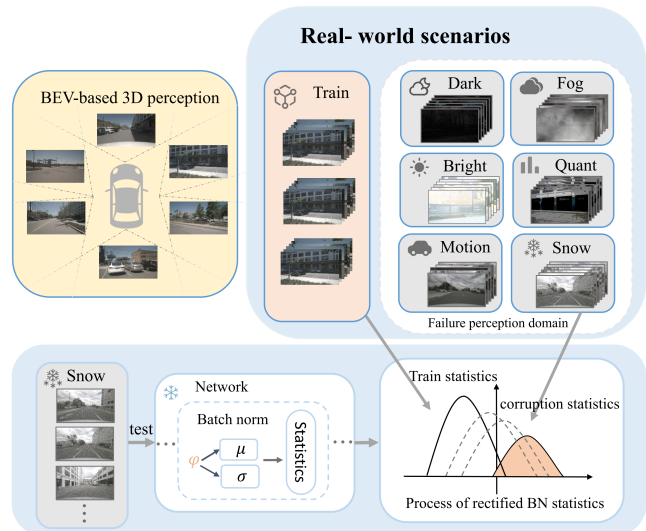 Real- world scenarios
BEV-based 3D perception
Train
Dark
Fog
Bright
Quant
Motion
Snow
Failure perception domain
Snow
test
Network
Batch norm
φ
μ
σ
Statistics
Train statistics
corruption statistics
Process of rectified BN statistics